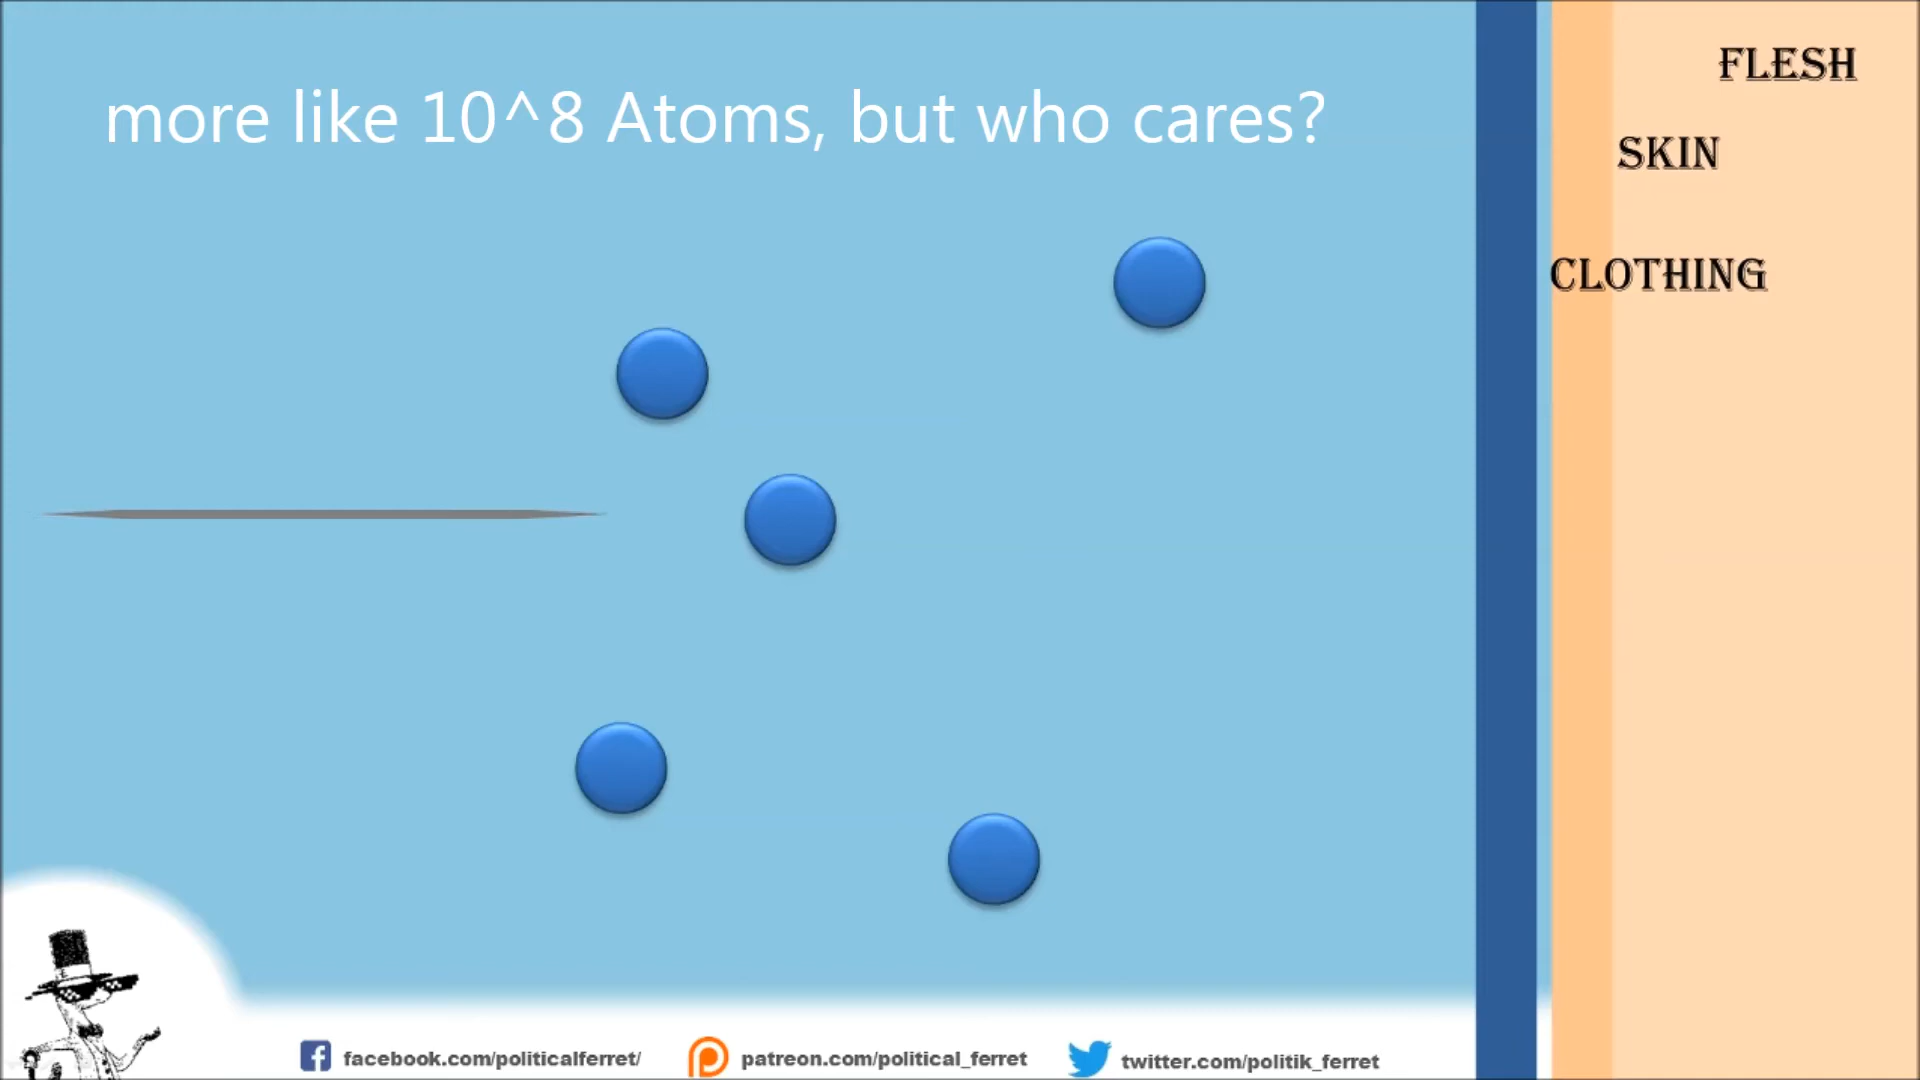 more like 10^8 Atoms, but who cares?
FLESH
SKIN
CLOTHING
facebook.com/politicalferret/
patreon.com/political_ferret
twitter.com/politik_ferret